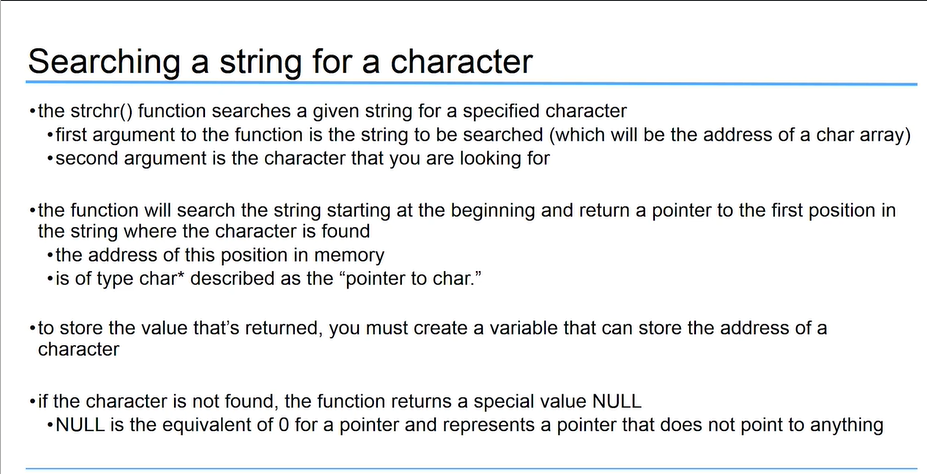 Searching a string for a character
•the strchr() function searches a given string for a specified character
•first argument to the function is the string to be searched (which will be the address of a char array)
•second argument is the character that you are looking for
•the function will search the string starting at the beginning and return a pointer to the first position in
the string where the character is found
•the address of this position in memory
•is of type char* described as the “pointer to char.”
•to store the value that’s returned, you must create a variable that can store the address of a
character
•if the character is not found, the function returns a special value NULL
•NULL is the equivalent of 0 for a pointer and represents a pointer that does not point to anything